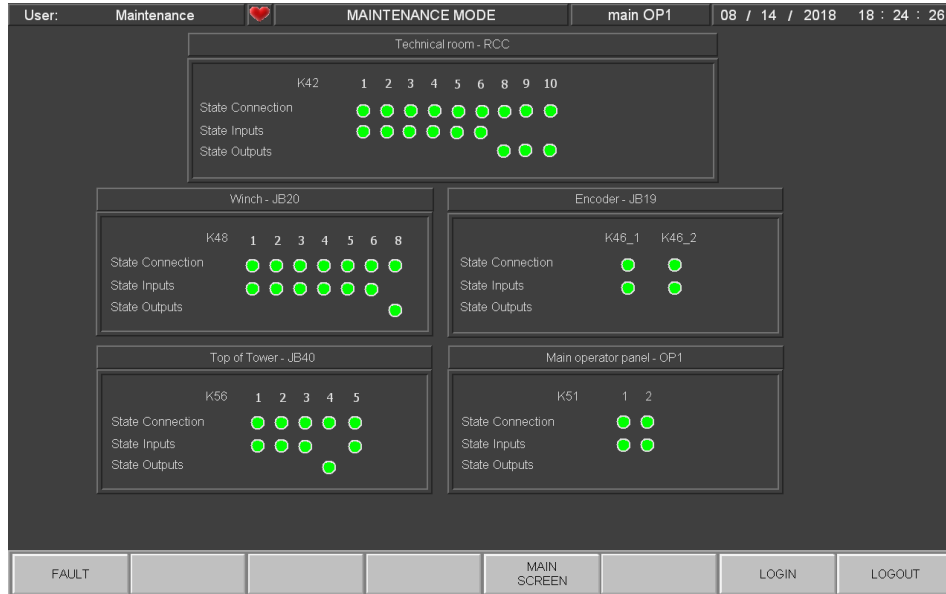 User: Maintenance MAINTENANCE MODE main OP1 08 / 14 / 2018 18 : 24 : 26
Technical room - RCC
K42 1 2 3 4 5 6 8 9 10
State Connection
State Inputs
State Outputs
Winch - JB20
K48 1 2 3 4 5 6 8
State Connection
State Inputs
State Outputs
Encoder - JB19
K46_1 K46_2
State Connection
State Inputs
State Outputs
Top of Tower - JB40
K56 1 2 3 4 5
State Connection
State Inputs
State Outputs
Main operator panel - OP1
K51 1 2
State Connection
State Inputs
State Outputs
FAULT
MAIN
SCREEN
LOGIN
LOGOUT